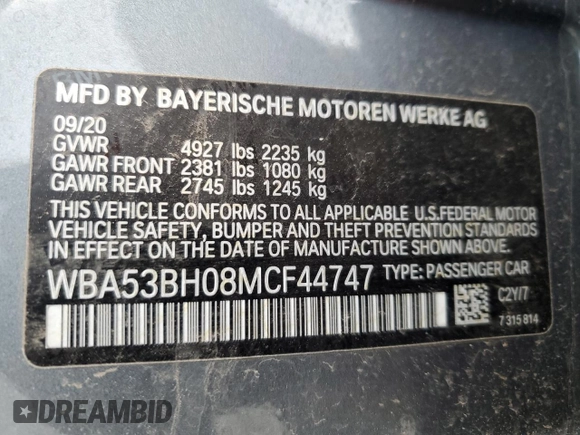 MFD BY BAYERISCHE MOTOREN WERKE AG
09/20
GVWR 4927 lbs 2235 kg
GAWR FRONT 2381 lbs 1080 kg
GAWR REAR 2745 lbs 1245 kg
THIS VEHICLE CONFORMS TO ALL APPLICABLE U.S.FEDERAL MOTOR
VEHICLE SAFETY, BUMPER AND THEFT PREVENTION STANDARDS
IN EFFECT ON THE DATE OF MANUFACTURE SHOWN ABOVE.
WBA53BH08MCF44747 TYPE: PASSENGER CAR
C2Y/7
7 315 814
DREAMBID